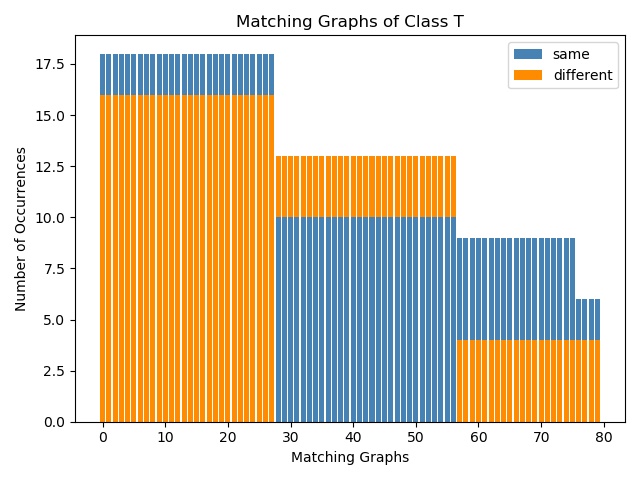 Matching Graphs of Class T
same
different
17.5
15.0
12.5
10.0
7.5
5.0
2.5
0.0
Number of Occurrences
0 10 20 30 40 50 60 70 80
Matching Graphs